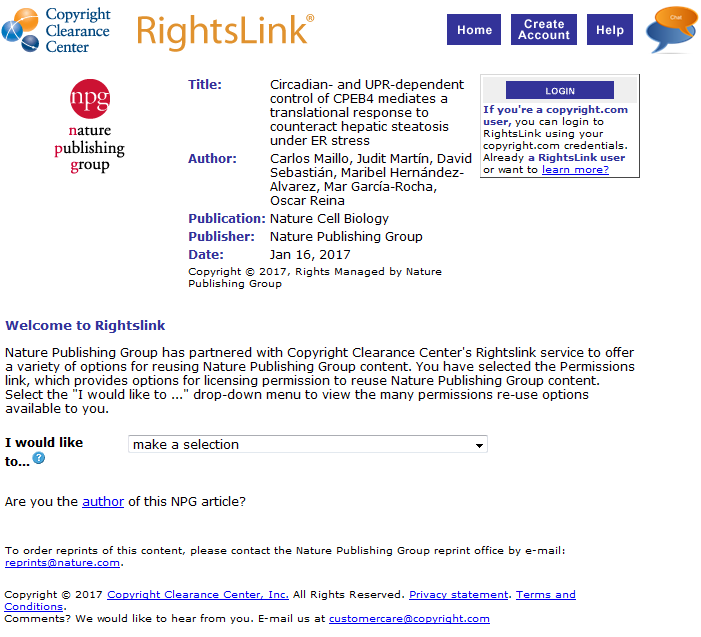 Copyright
Clearance
Center
RightsLink®
Home
Create
Account
Help
Chat
npg
nature
publishing
group
Title:
Circadian- and UPR-dependent
control of CPEB4 mediates a
translational response to
counteract hepatic steatosis
under ER stress
Author:
Carlos Maillo, Judit Martín, David
Sebastián, Maribel Hernández-
Alvarez, Mar García-Rocha,
Oscar Reina
Publication: Nature Cell Biology
Publisher: Nature Publishing Group
Date: Jan 16, 2017
Copyright © 2017, Rights Managed by Nature
Publishing Group
LOGIN
If you're a copyright.com
user, you can login to
RightsLink using your
copyright.com credentials.
Already a RightsLink user
or want to learn more?
Welcome to Rightslink
Nature Publishing Group has partnered with Copyright Clearance Center's Rightslink service to offer
a variety of options for reusing Nature Publishing Group content. You have selected the Permissions
link, which provides options for licensing permission to reuse Nature Publishing Group content.
Select the "I would like to ..." drop-down menu to view the many permissions re-use options
available to you.
I would like
to... ?
make a selection
Are you the author of this NPG article?
To order reprints of this content, please contact the Nature Publishing Group reprint office by e-mail:
reprints@nature.com.
Copyright © 2017 Copyright Clearance Center, Inc. All Rights Reserved. Privacy statement. Terms and
Conditions.
Comments? We would like to hear from you. E-mail us at customercare@copyright.com